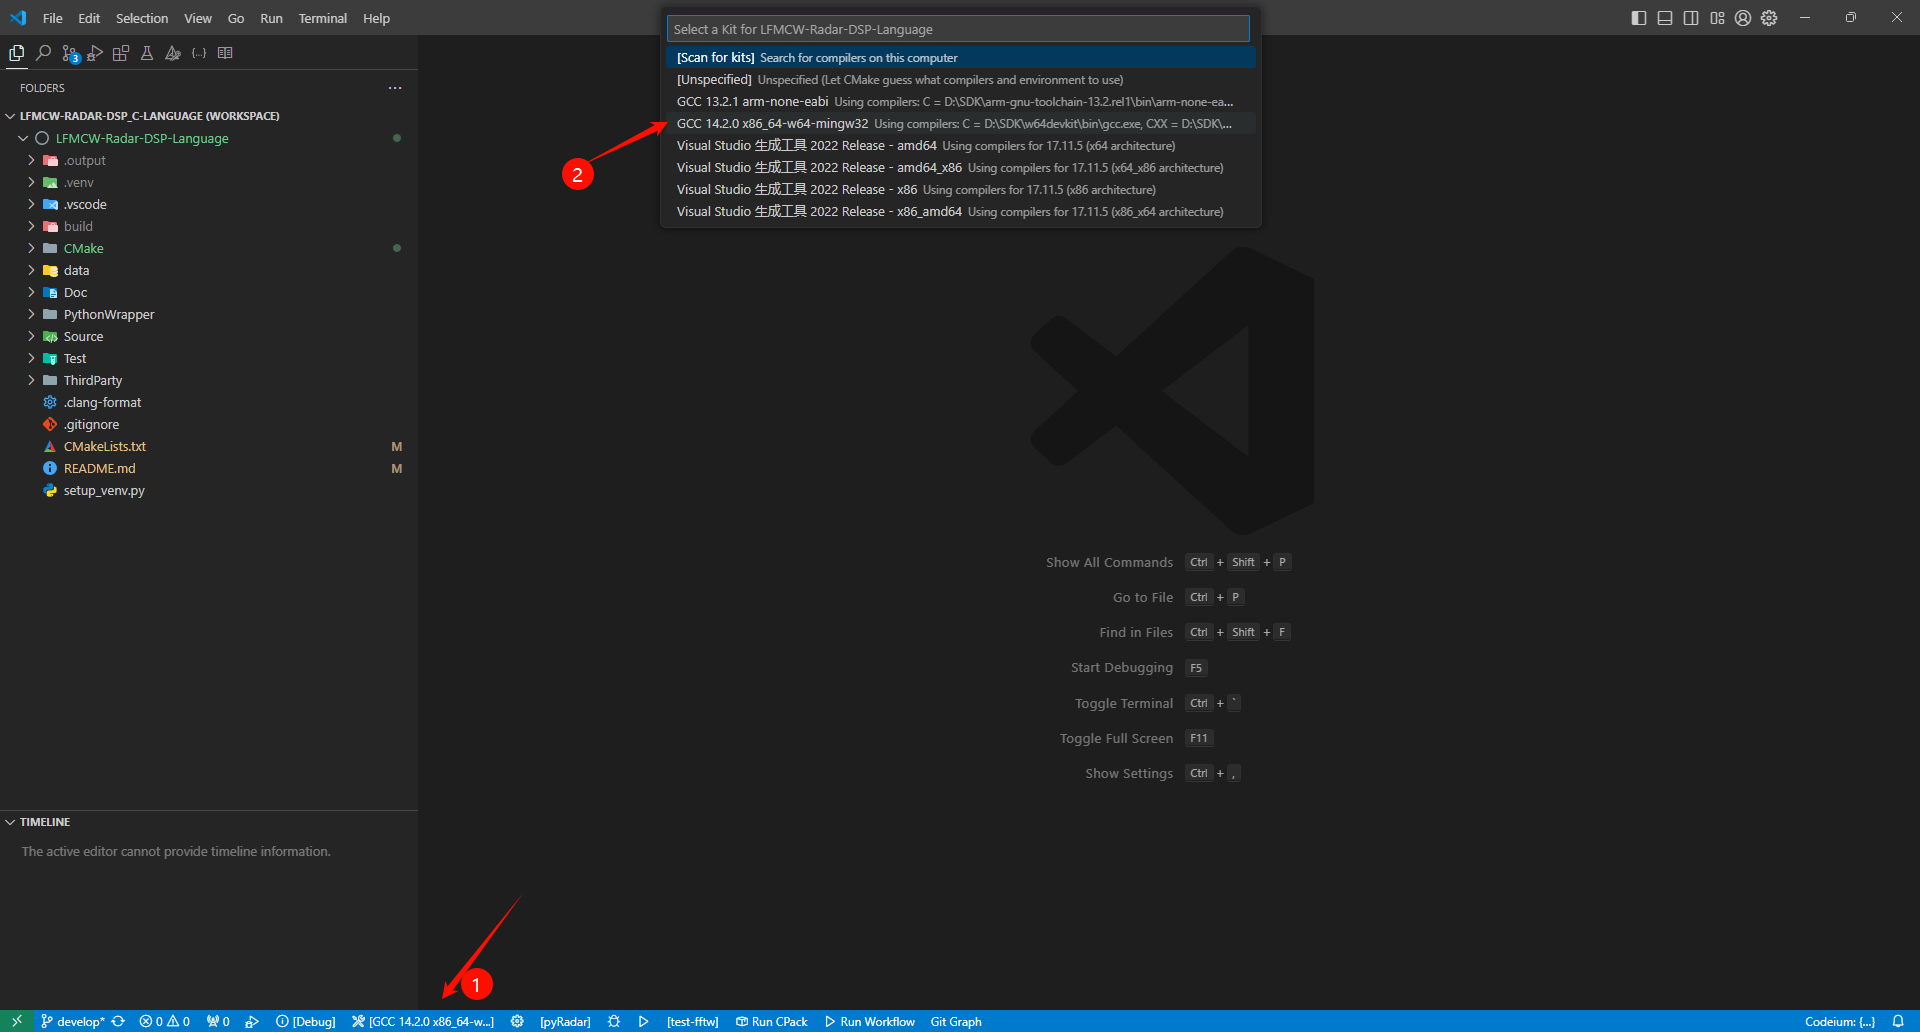 File Edit Selection View Go Run Terminal Help
Select a Kit for LFMCW-Radar-DSP-Language
[Scan for kits] Search for compilers on this computer
[Unspecified] Unspecified (Let CMake guess what compilers and environment to use)
GCC 13.2.1 arm-none-eabi Using compilers: C = D:\SDK\arm-gnu-toolchain-13.2.rel1\bin\arm-none-ea...
GCC 14.2.0 x86_64-w64-mingw32 Using compilers: C = D:\SDK\w64devkit\bin\gcc.exe, CXX = D:\SDK\...
Visual Studio 生成工具 2022 Release - amd64 Using compilers for 17.11.5 (x64 architecture)
Visual Studio 生成工具 2022 Release - amd64_x86 Using compilers for 17.11.5 (x64_x86 architecture)
Visual Studio 生成工具 2022 Release - x86 Using compilers for 17.11.5 (x86 architecture)
Visual Studio 生成工具 2022 Release - x86_amd64 Using compilers for 17.11.5 (x86_x64 architecture)
2
3
FOLDERS
LFMCW-RADAR-DSP_C-LANGUAGE (WORKSPACE)
LFMCW-Radar-DSP-Language
.output
.venv
.vscode
build
CMake
data
Doc
PythonWrapper
Source
Test
ThirdParty
.clang-format
.gitignore
CMakeLists.txt M
README.md M
setup_venv.py
Show All Commands Ctrl + Shift + P
Go to File Ctrl + P
Find in Files Ctrl + Shift + F
Start Debugging F5
Toggle Terminal Ctrl + `
Toggle Full Screen F11
Show Settings Ctrl + ,
TIMELINE
The active editor cannot provide timeline information.
1
develop* 0 0 0 [Debug] [GCC 14.2.0 x86_64-w...] [pyRadar] [test-fftw] Run CPack Run Workflow Git Graph Codeium: {...}